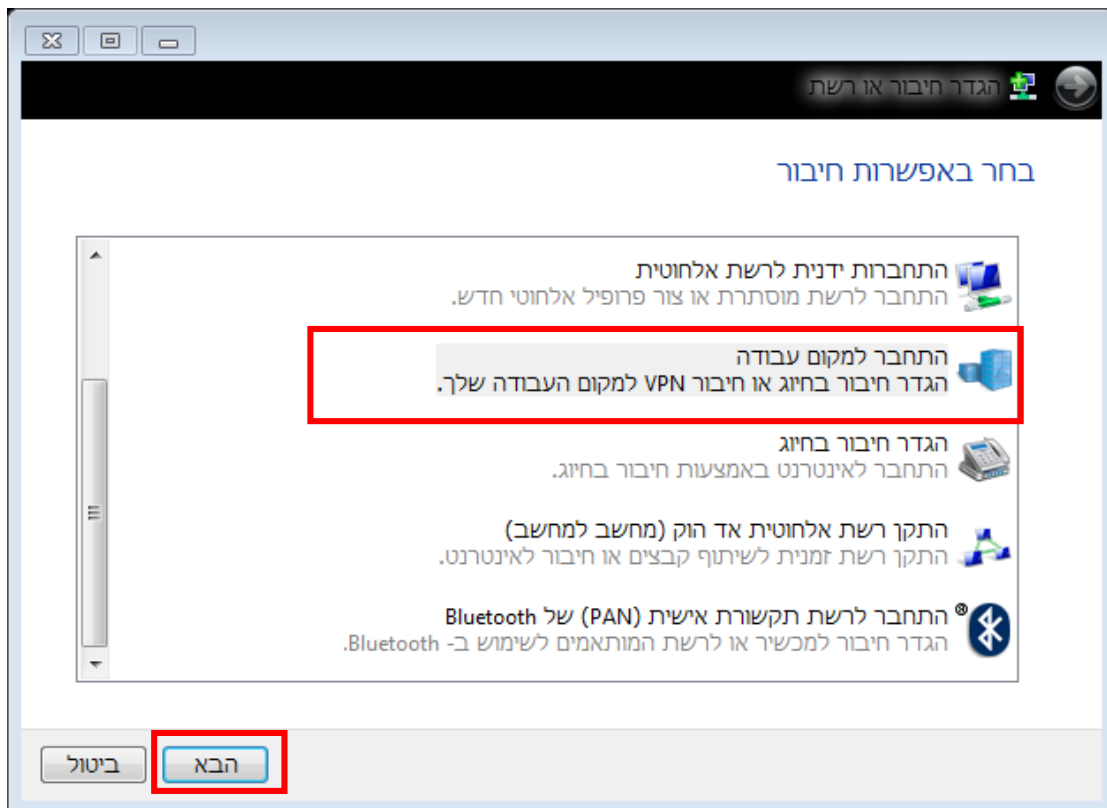 הגדר חיבור או רשת
בחר באפשרות חיבור
התחברות ידנית לרשת אלחוטית
התחבר לרשת מוסתרת או צור פרופיל אלחוטי חדש.
התחבר למקום עבודה
הגדר חיבור בחיוג או חיבור VPN למקום העבודה שלך.
הגדר חיבור בחיוג
התחבר לאינטרנט באמצעות חיבור בחיוג.
התקן רשת אלחוטית אד הוק (מחשב למחשב)
התקן רשת זמנית לשיתוף קבצים או חיבור לאינטרנט.
התחבר לרשת תקשורת אישית (PAN) של Bluetooth
הגדר חיבור למכשיר או לרשת המותאמים לשימוש ב- Bluetooth.
הבא
ביטול